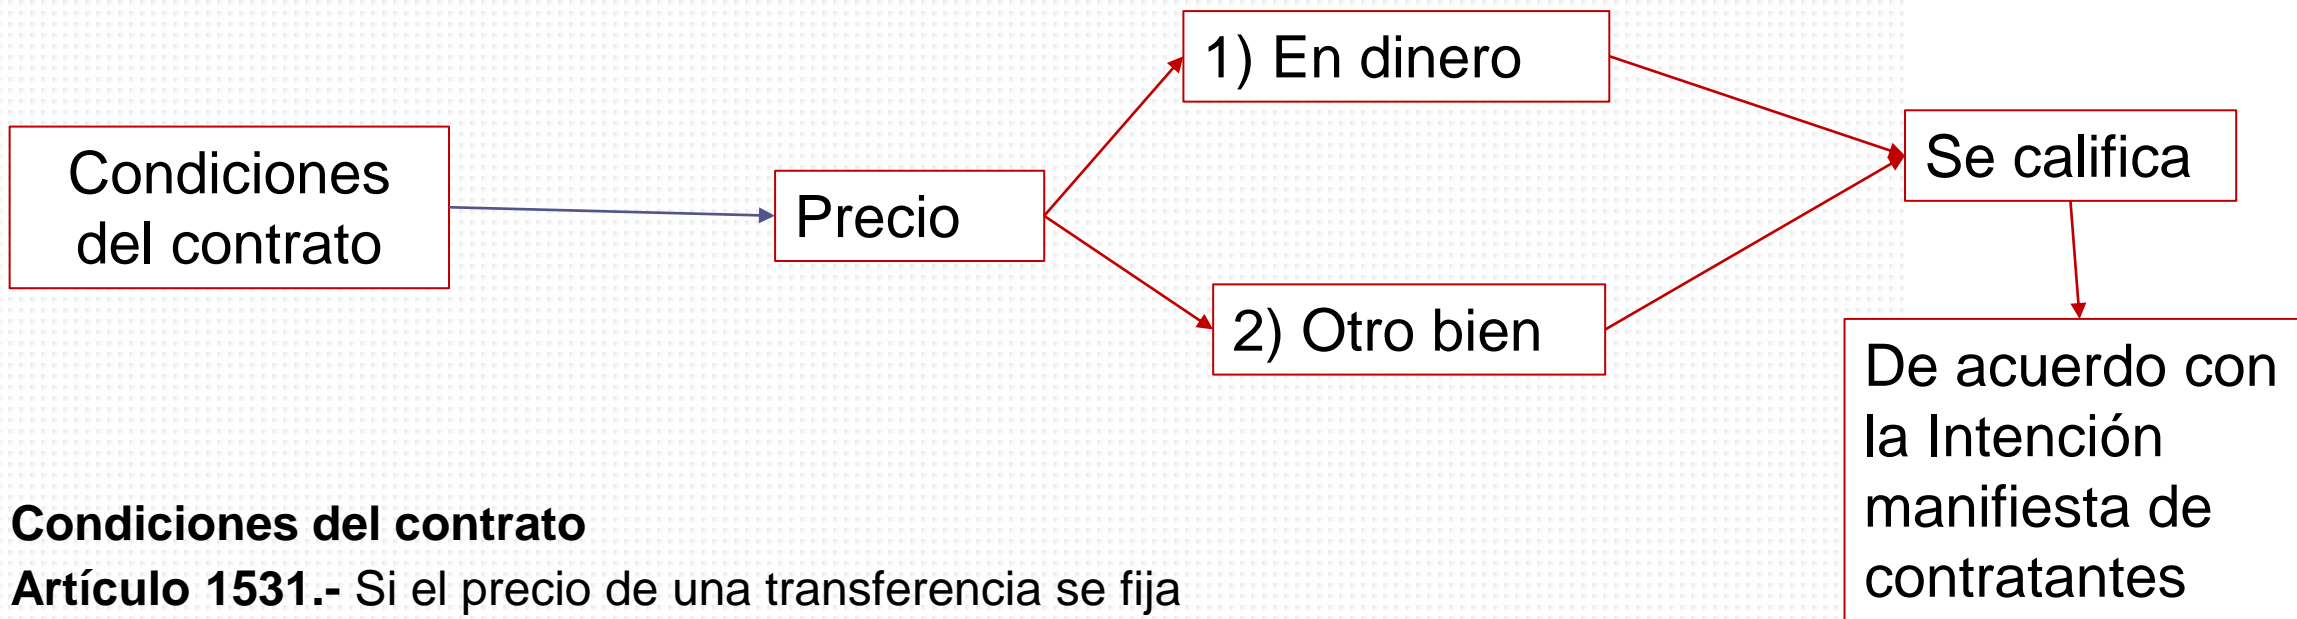 Condiciones
del contrato
Precio
1) En dinero
2) Otro bien
Se califica
De acuerdo con
la Intención
manifiesta de
contratantes
Condiciones del contrato
Artículo 1531.- Si el precio de una transferencia se fija